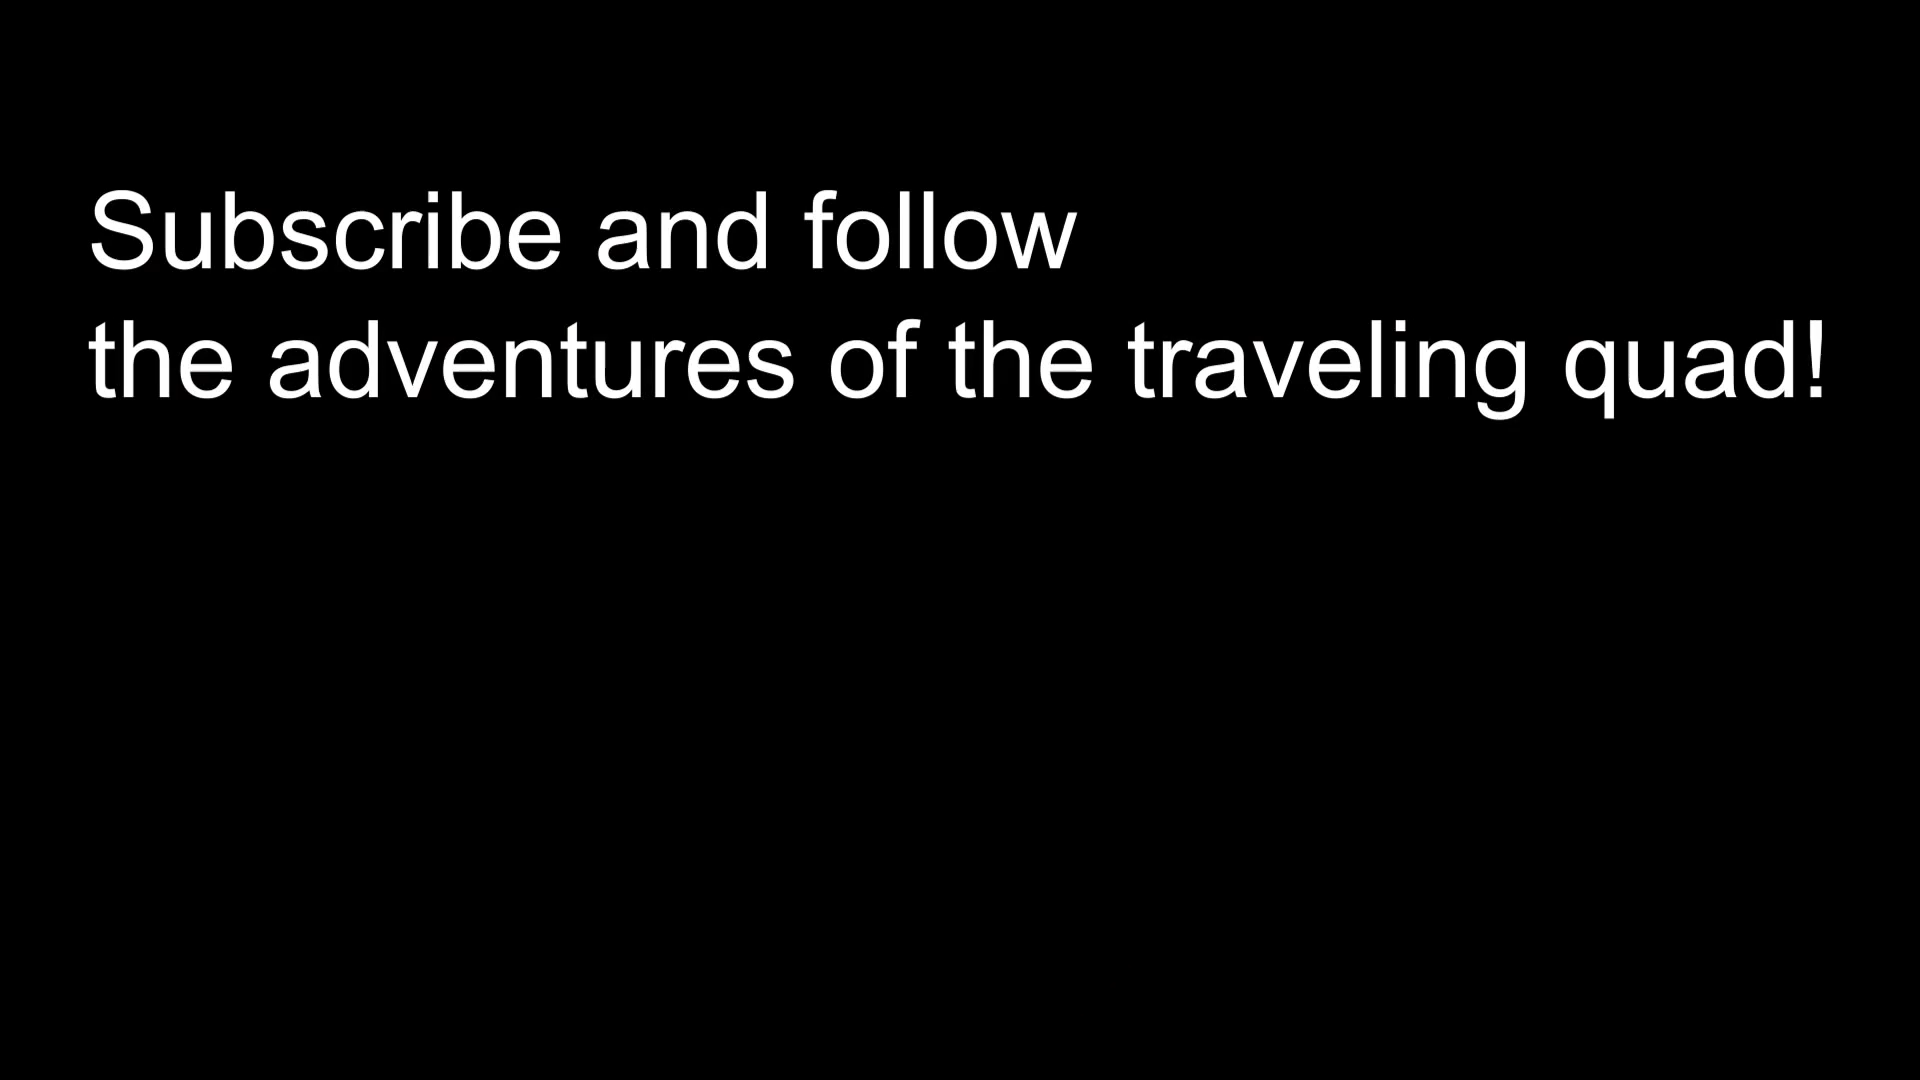 Subscribe and follow
the adventures of the traveling quad!